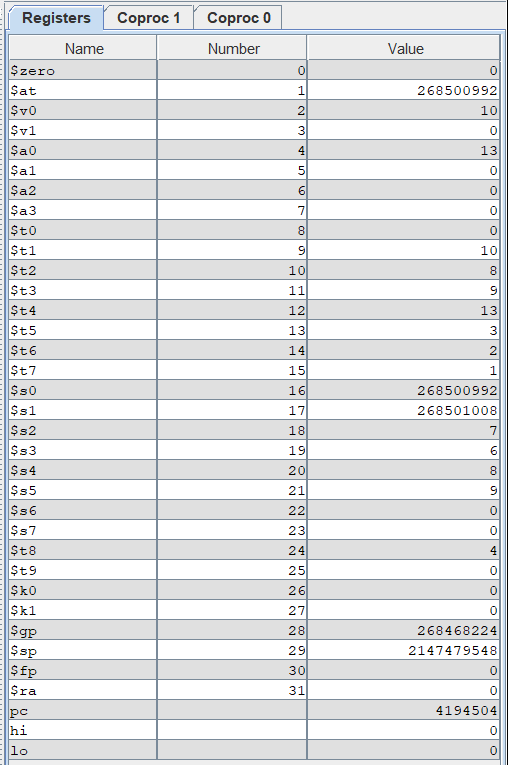 Registers Coproc 1 Coproc 0
Name Number Value
$zero 0 0
$at 1 268500992
$v0 2 10
$v1 3 0
$a0 4 13
$a1 5 0
$a2 6 0
$a3 7 0
$t0 8 0
$t1 9 10
$t2 10 8
$t3 11 9
$t4 12 13
$t5 13 3
$t6 14 2
$t7 15 1
$s0 16 268500992
$s1 17 268501008
$s2 18 7
$s3 19 6
$s4 20 8
$s5 21 9
$s6 22 0
$s7 23 0
$t8 24 4
$t9 25 0
$k0 26 0
$k1 27 0
$gp 28 268468224
$sp 29 2147479548
$fp 30 0
$ra 31 0
pc 4194504
hi 0
lo 0